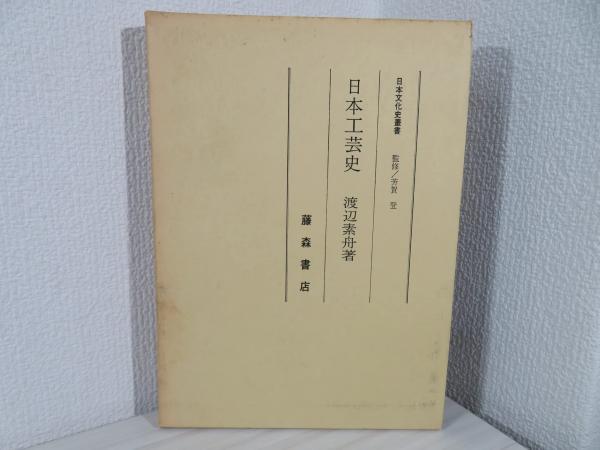 日本文化史叢書 監修/芳賀 登
日本工芸史 渡辺素舟著
藤森書店